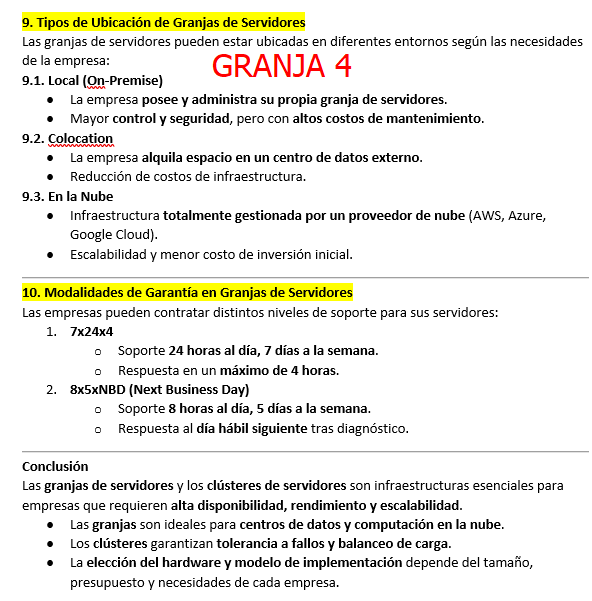 9. Tipos de Ubicación de Granjas de Servidores
Las granjas de servidores pueden estar ubicadas en diferentes entornos según las necesidades
de la empresa:
GRANJA 4
9.1. Local (On-Premise)
● La empresa posee y administra su propia granja de servidores.
● Mayor control y seguridad, pero con altos costos de mantenimiento.
9.2. Colocation
● La empresa alquila espacio en un centro de datos externo.
● Reducción de costos de infraestructura.
9.3. En la Nube
● Infraestructura totalmente gestionada por un proveedor de nube (AWS, Azure,
Google Cloud).
● Escalabilidad y menor costo de inversión inicial.
10. Modalidades de Garantía en Granjas de Servidores
Las empresas pueden contratar distintos niveles de soporte para sus servidores:
1. 7x24x4
o Soporte 24 horas al día, 7 días a la semana.
o Respuesta en un máximo de 4 horas.
2. 8x5xNBD (Next Business Day)
o Soporte 8 horas al día, 5 días a la semana.
o Respuesta al día hábil siguiente tras diagnóstico.
Conclusión
Las granjas de servidores y los clústeres de servidores son infraestructuras esenciales para
empresas que requieren alta disponibilidad, rendimiento y escalabilidad.
● Las granjas son ideales para centros de datos y computación en la nube.
● Los clústeres garantizan tolerancia a fallos y balanceo de carga.
● La elección del hardware y modelo de implementación depende del tamaño,
presupuesto y necesidades de cada empresa.